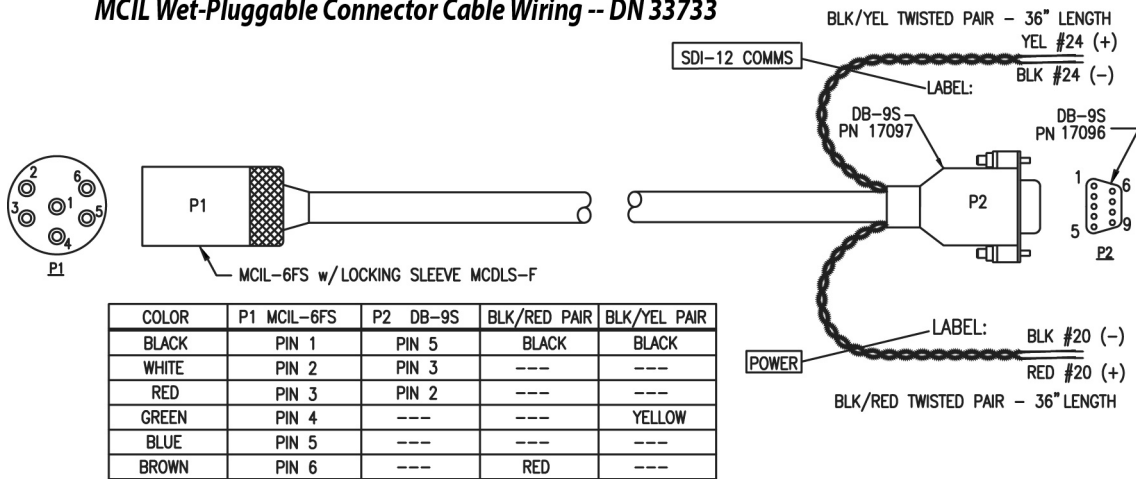 MCIL Wet-Pluggable Connector Cable Wiring -- DN 33733
BLK/YEL TWISTED PAIR – 36" LENGTH
YEL #24 (+)
BLK #24 (–)
SDI-12 COMMS
LABEL:
DB-9S
PN 17097
DB-9S
PN 17096
2
6
1
3
5
4
P1
P1
P2
1
6
5
9
P2
MCIL-6FS w/LOCKING SLEEVE MCDLS-F
COLOR P1 MCIL-6FS P2 DB-9S BLK/RED PAIR BLK/YEL PAIR
BLACK PIN 1 PIN 5 BLACK BLACK
WHITE PIN 2 PIN 3 --- ---
RED PIN 3 PIN 2 --- ---
GREEN PIN 4 --- --- YELLOW
BLUE PIN 5 --- --- ---
BROWN PIN 6 --- RED ---
LABEL:
POWER
BLK #20 (–)
RED #20 (+)
BLK/RED TWISTED PAIR – 36" LENGTH